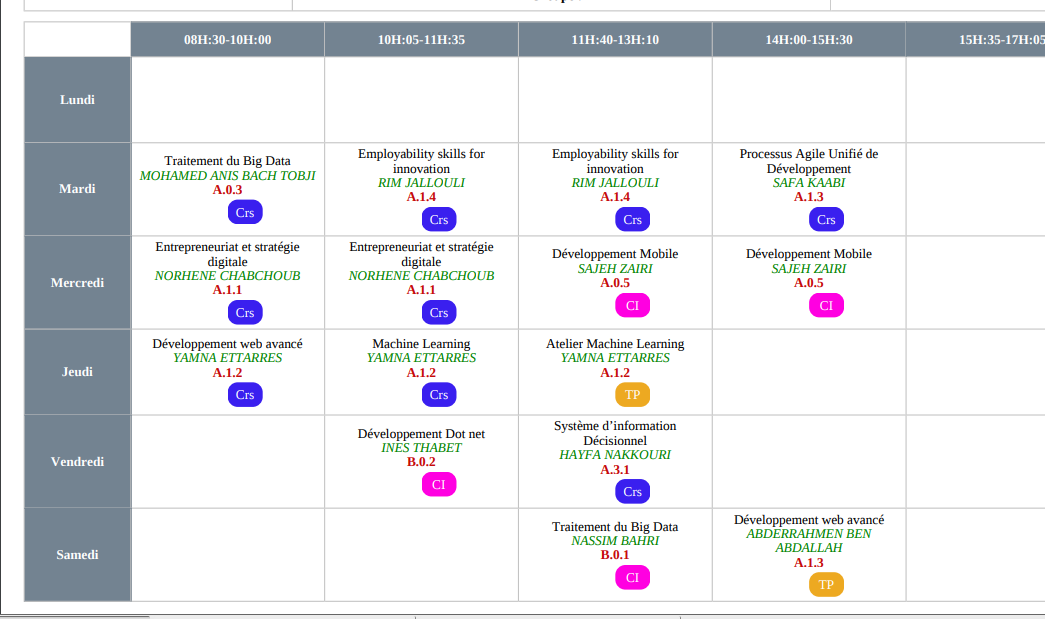 08H:30-10H:00 10H:05-11H:35 11H:40-13H:10 14H:00-15H:30 15H:35-17H:05
Lundi
Mardi
Traitement du Big Data
MOHAMED ANIS BACH TOBJI
A.0.3
Crs
Employability skills for
innovation
RIM JALLOULI
A.1.4
Crs
Employability skills for
innovation
RIM JALLOULI
A.1.4
Crs
Processus Agile Unifié de
Développement
SAFA KAABI
A.1.3
Crs
Mercredi
Entrepreneuriat et stratégie
digitale
NORHENE CHABCHOUB
A.1.1
Crs
Entrepreneuriat et stratégie
digitale
NORHENE CHABCHOUB
A.1.1
Crs
Développement Mobile
SAJEH ZAIRI
A.0.5
CI
Développement Mobile
SAJEH ZAIRI
A.0.5
CI
Jeudi
Développement web avancé
YAMNA ETTARRES
A.1.2
Crs
Machine Learning
YAMNA ETTARRES
A.1.2
Crs
Atelier Machine Learning
YAMNA ETTARRES
A.1.2
TP
Vendredi
Développement Dot net
INES THABET
B.0.2
CI
Système d’information
Décisionnel
HAYFA NAKKOURI
A.3.1
Crs
Samedi
Traitement du Big Data
NASSIM BAHRI
B.0.1
CI
Développement web avancé
ABDERRAHMEN BEN
ABDALLAH
A.1.3
TP